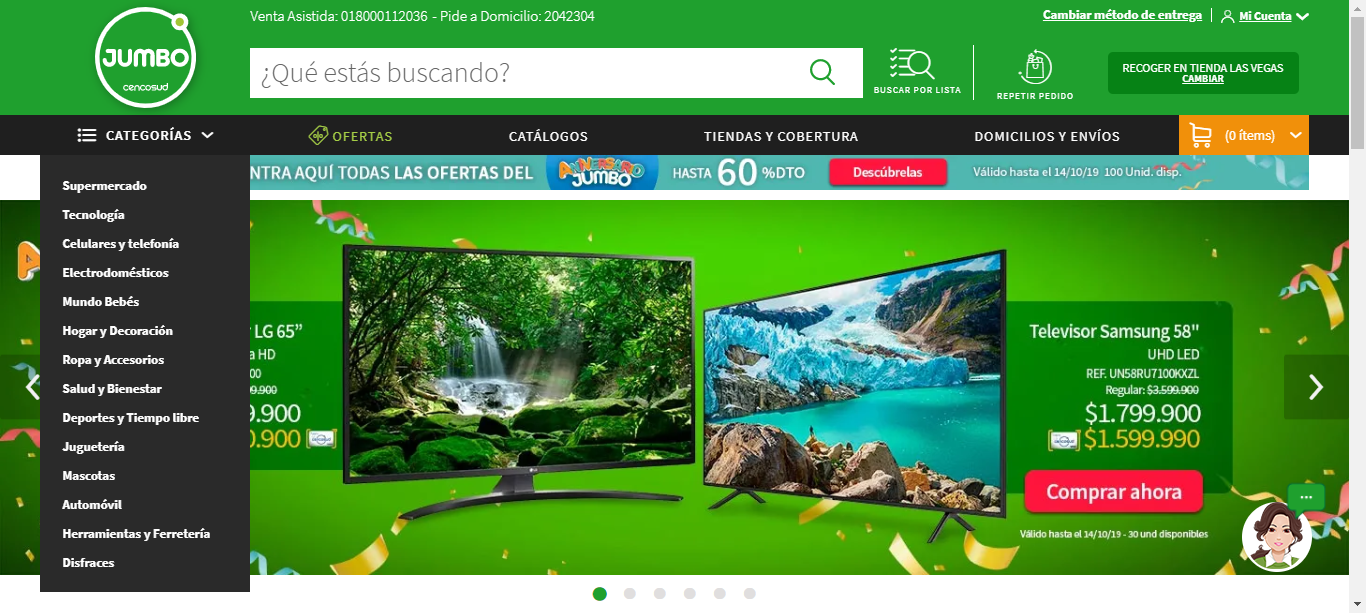 Venta Asistida: 018000112036 - Pide a Domicilio: 2042304
Cambiar método de entrega
Mi Cuenta
JUMBO
cencosud
¿Qué estás buscando?
BUSCAR POR LISTA
REPETIR PEDIDO
RECOGER EN TIENDA LAS VEGAS
CAMBIAR
CATEGORÍAS
OFERTAS
CATÁLOGOS
TIENDAS Y COBERTURA
DOMICILIOS Y ENVÍOS
(0 ítems)
NTRA AQUÍ TODAS LAS OFERTAS DEL
ANIVERSARIO
JUMBO
HASTA 60 %DTO
Descúbrelas
Válido hasta el 14/10/19 100 Unid. disp.
Supermercado
Tecnología
Celulares y telefonía
Electrodomésticos
Mundo Bebés
Hogar y Decoración
Ropa y Accesorios
Salud y Bienestar
Deportes y Tiempo libre
Juguetería
Mascotas
Automóvil
Herramientas y Ferretería
Disfraces
LG 65”
HD
00
9.900
9.900
0.900
cencosud
LG
Televisor Samsung 58"
UHD LED
REF. UN58RU7100KXZL
Regular: $3.599.900
$1.799.900
cencosud
$1.599.990
Comprar ahora
Válido hasta el 14/10/19 - 30 und disponibles